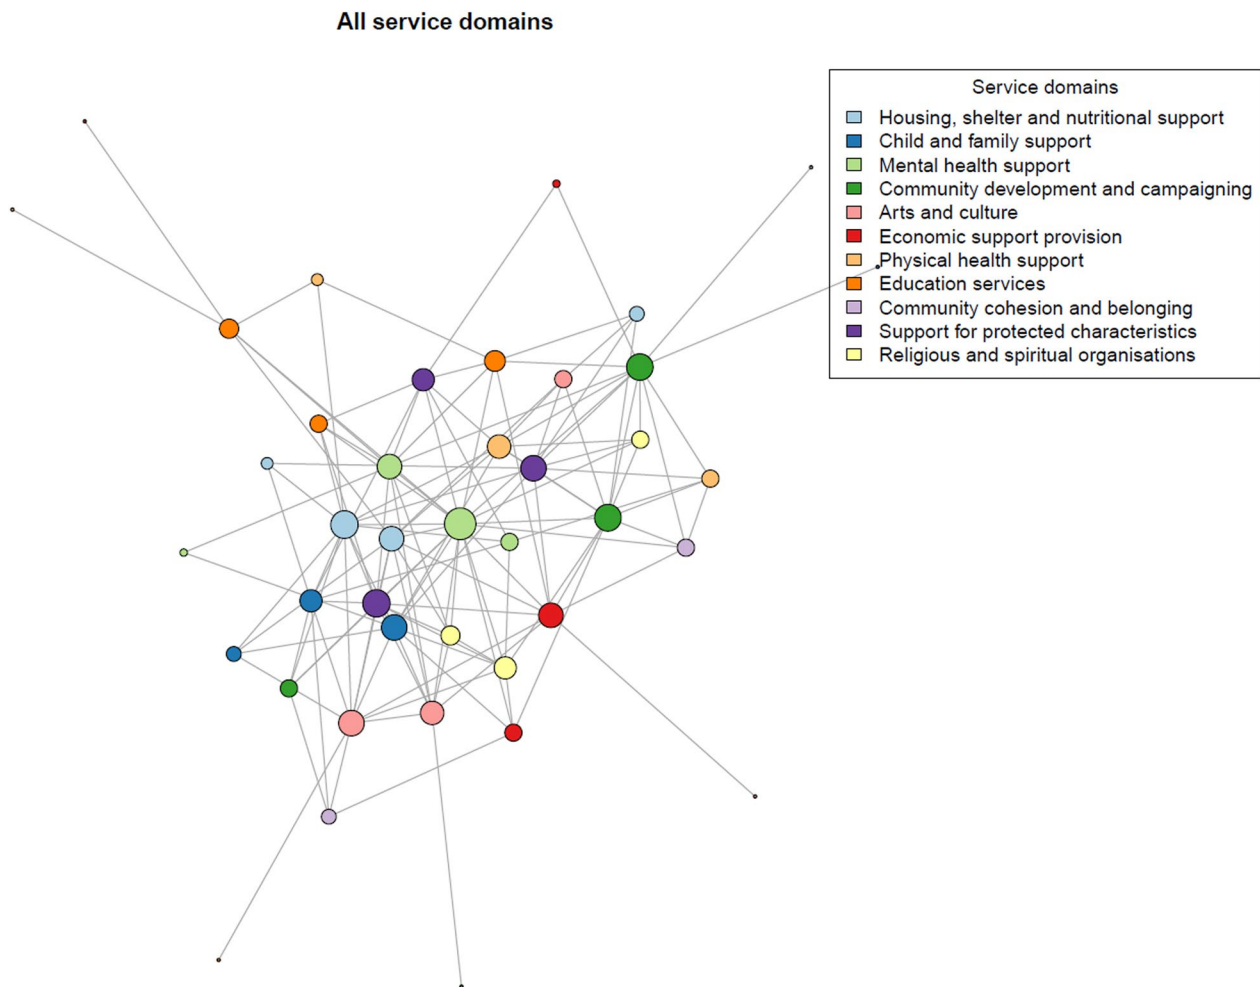 All service domains
Service domains
Housing, shelter and nutritional support
Child and family support
Mental health support
Community development and campaigning
Arts and culture
Economic support provision
Physical health support
Education services
Community cohesion and belonging
Support for protected characteristics
Religious and spiritual organisations